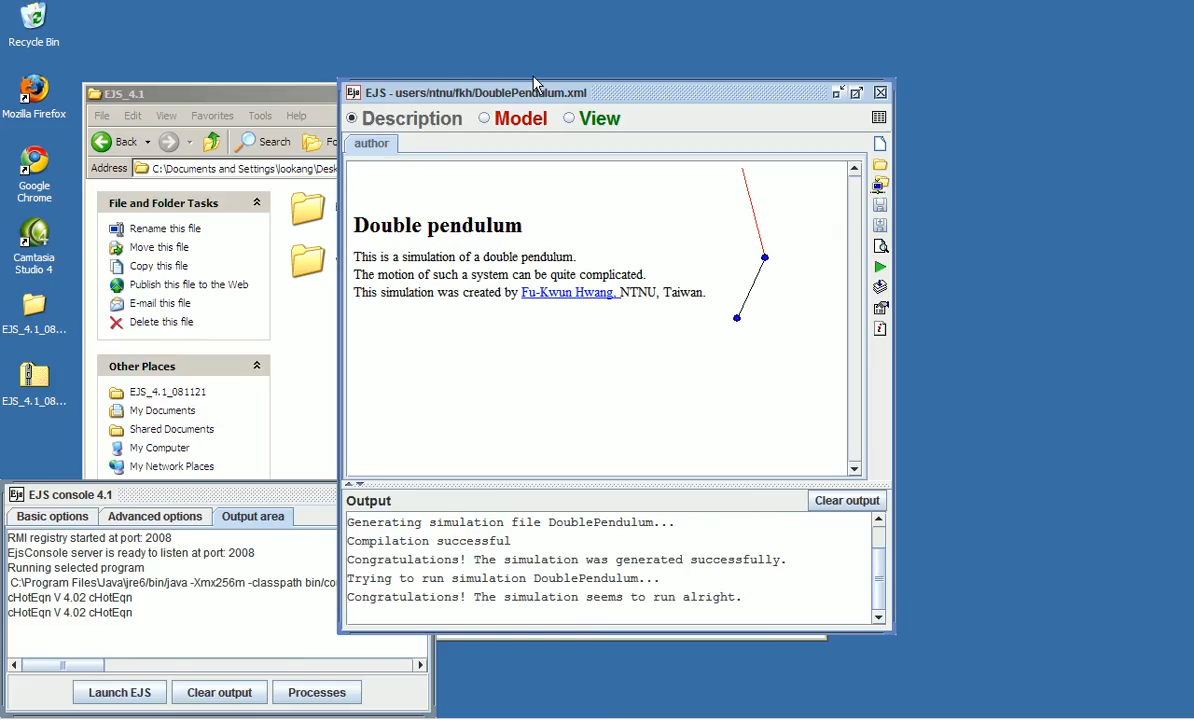 Recycle Bin
Mozilla Firefox
Google
Chrome
Camtasia
Studio 4
EJS_4.1_08...
EJS_4.1_08...
EJS_4.1
File Edit View Favorites Tools Help
Back Search
Address C:\Documents and Settings\lookang\Desk
File and Folder Tasks
Rename this file
Move this file
Copy this file
Publish this file to the Web
E-mail this file
Delete this file
Other Places
EJS_4.1_081121
My Documents
Shared Documents
My Computer
My Network Places
Ejs EJS - users/ntnu/fkh/DoublePendulum.xml
Description Model View
author
Double pendulum
This is a simulation of a double pendulum.
The motion of such a system can be quite complicated.
This simulation was created by Fu-Kwun Hwang, NTNU, Taiwan.
Output Clear output
Generating simulation file DoublePendulum...
Compilation successful
Congratulations! The simulation was generated successfully.
Trying to run simulation DoublePendulum...
Congratulations! The simulation seems to run alright.
Ejs EJS console 4.1
Basic options Advanced options Output area
RMI registry started at port: 2008
EjsConsole server is ready to listen at port: 2008
Running selected program
C:\Program Files\Java\jre6/bin/java -Xmx256m -classpath bin/co
cHotEqn V 4.02 cHotEqn
cHotEqn V 4.02 cHotEqn
Launch EJS Clear output Processes